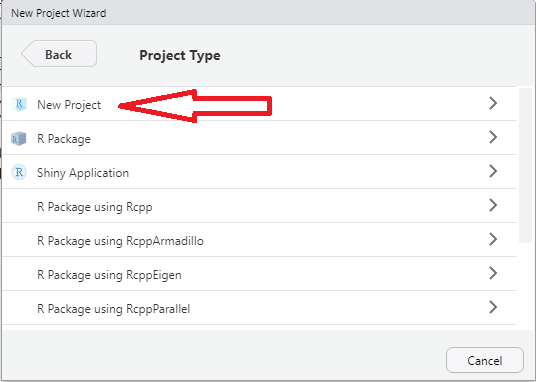 New Project Wizard
Back
Project Type
New Project
R Package
Shiny Application
R Package using Rcpp
R Package using RcppArmadillo
R Package using RcppEigen
R Package using RcppParallel
Cancel